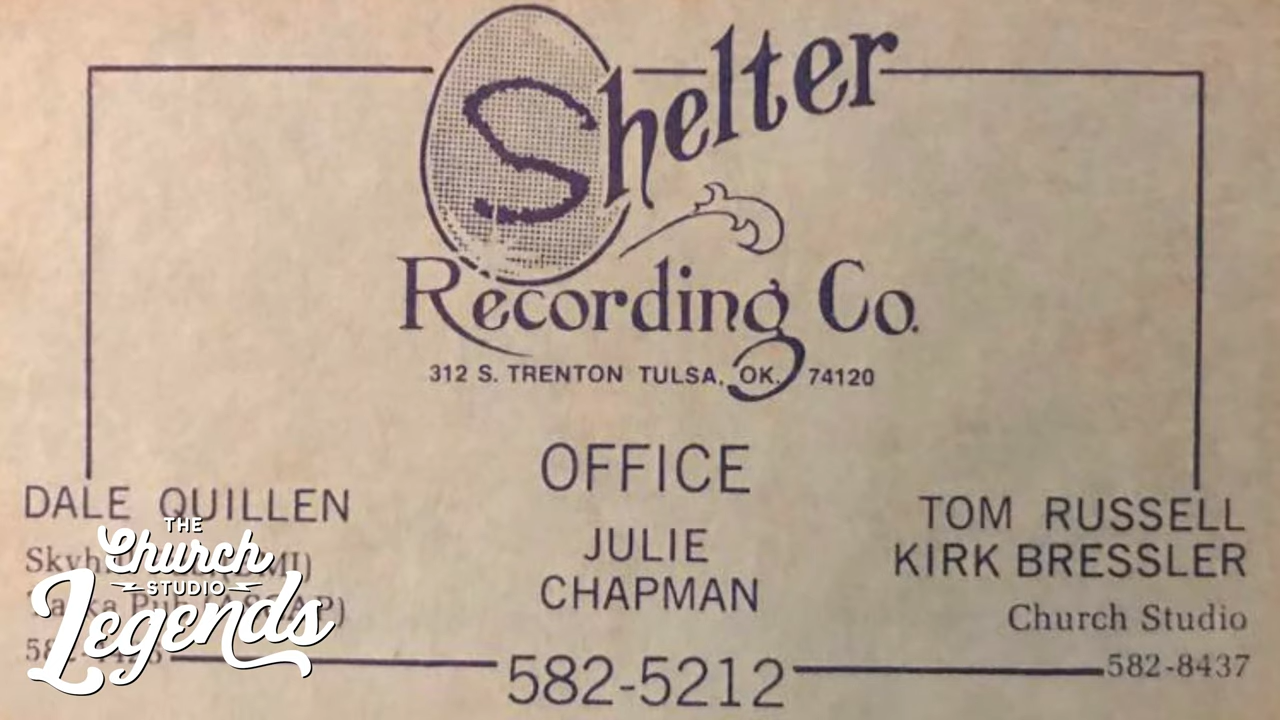 Shelter
Recording Co.
312 S. TRENTON TULSA, OK. 74120
OFFICE
JULIE
CHAPMAN
582-5212
DALE QUILLEN
TOM RUSSELL
KIRK BRESSLER
Church Studio
582-8437
THE
Church
STUDIO
Legends